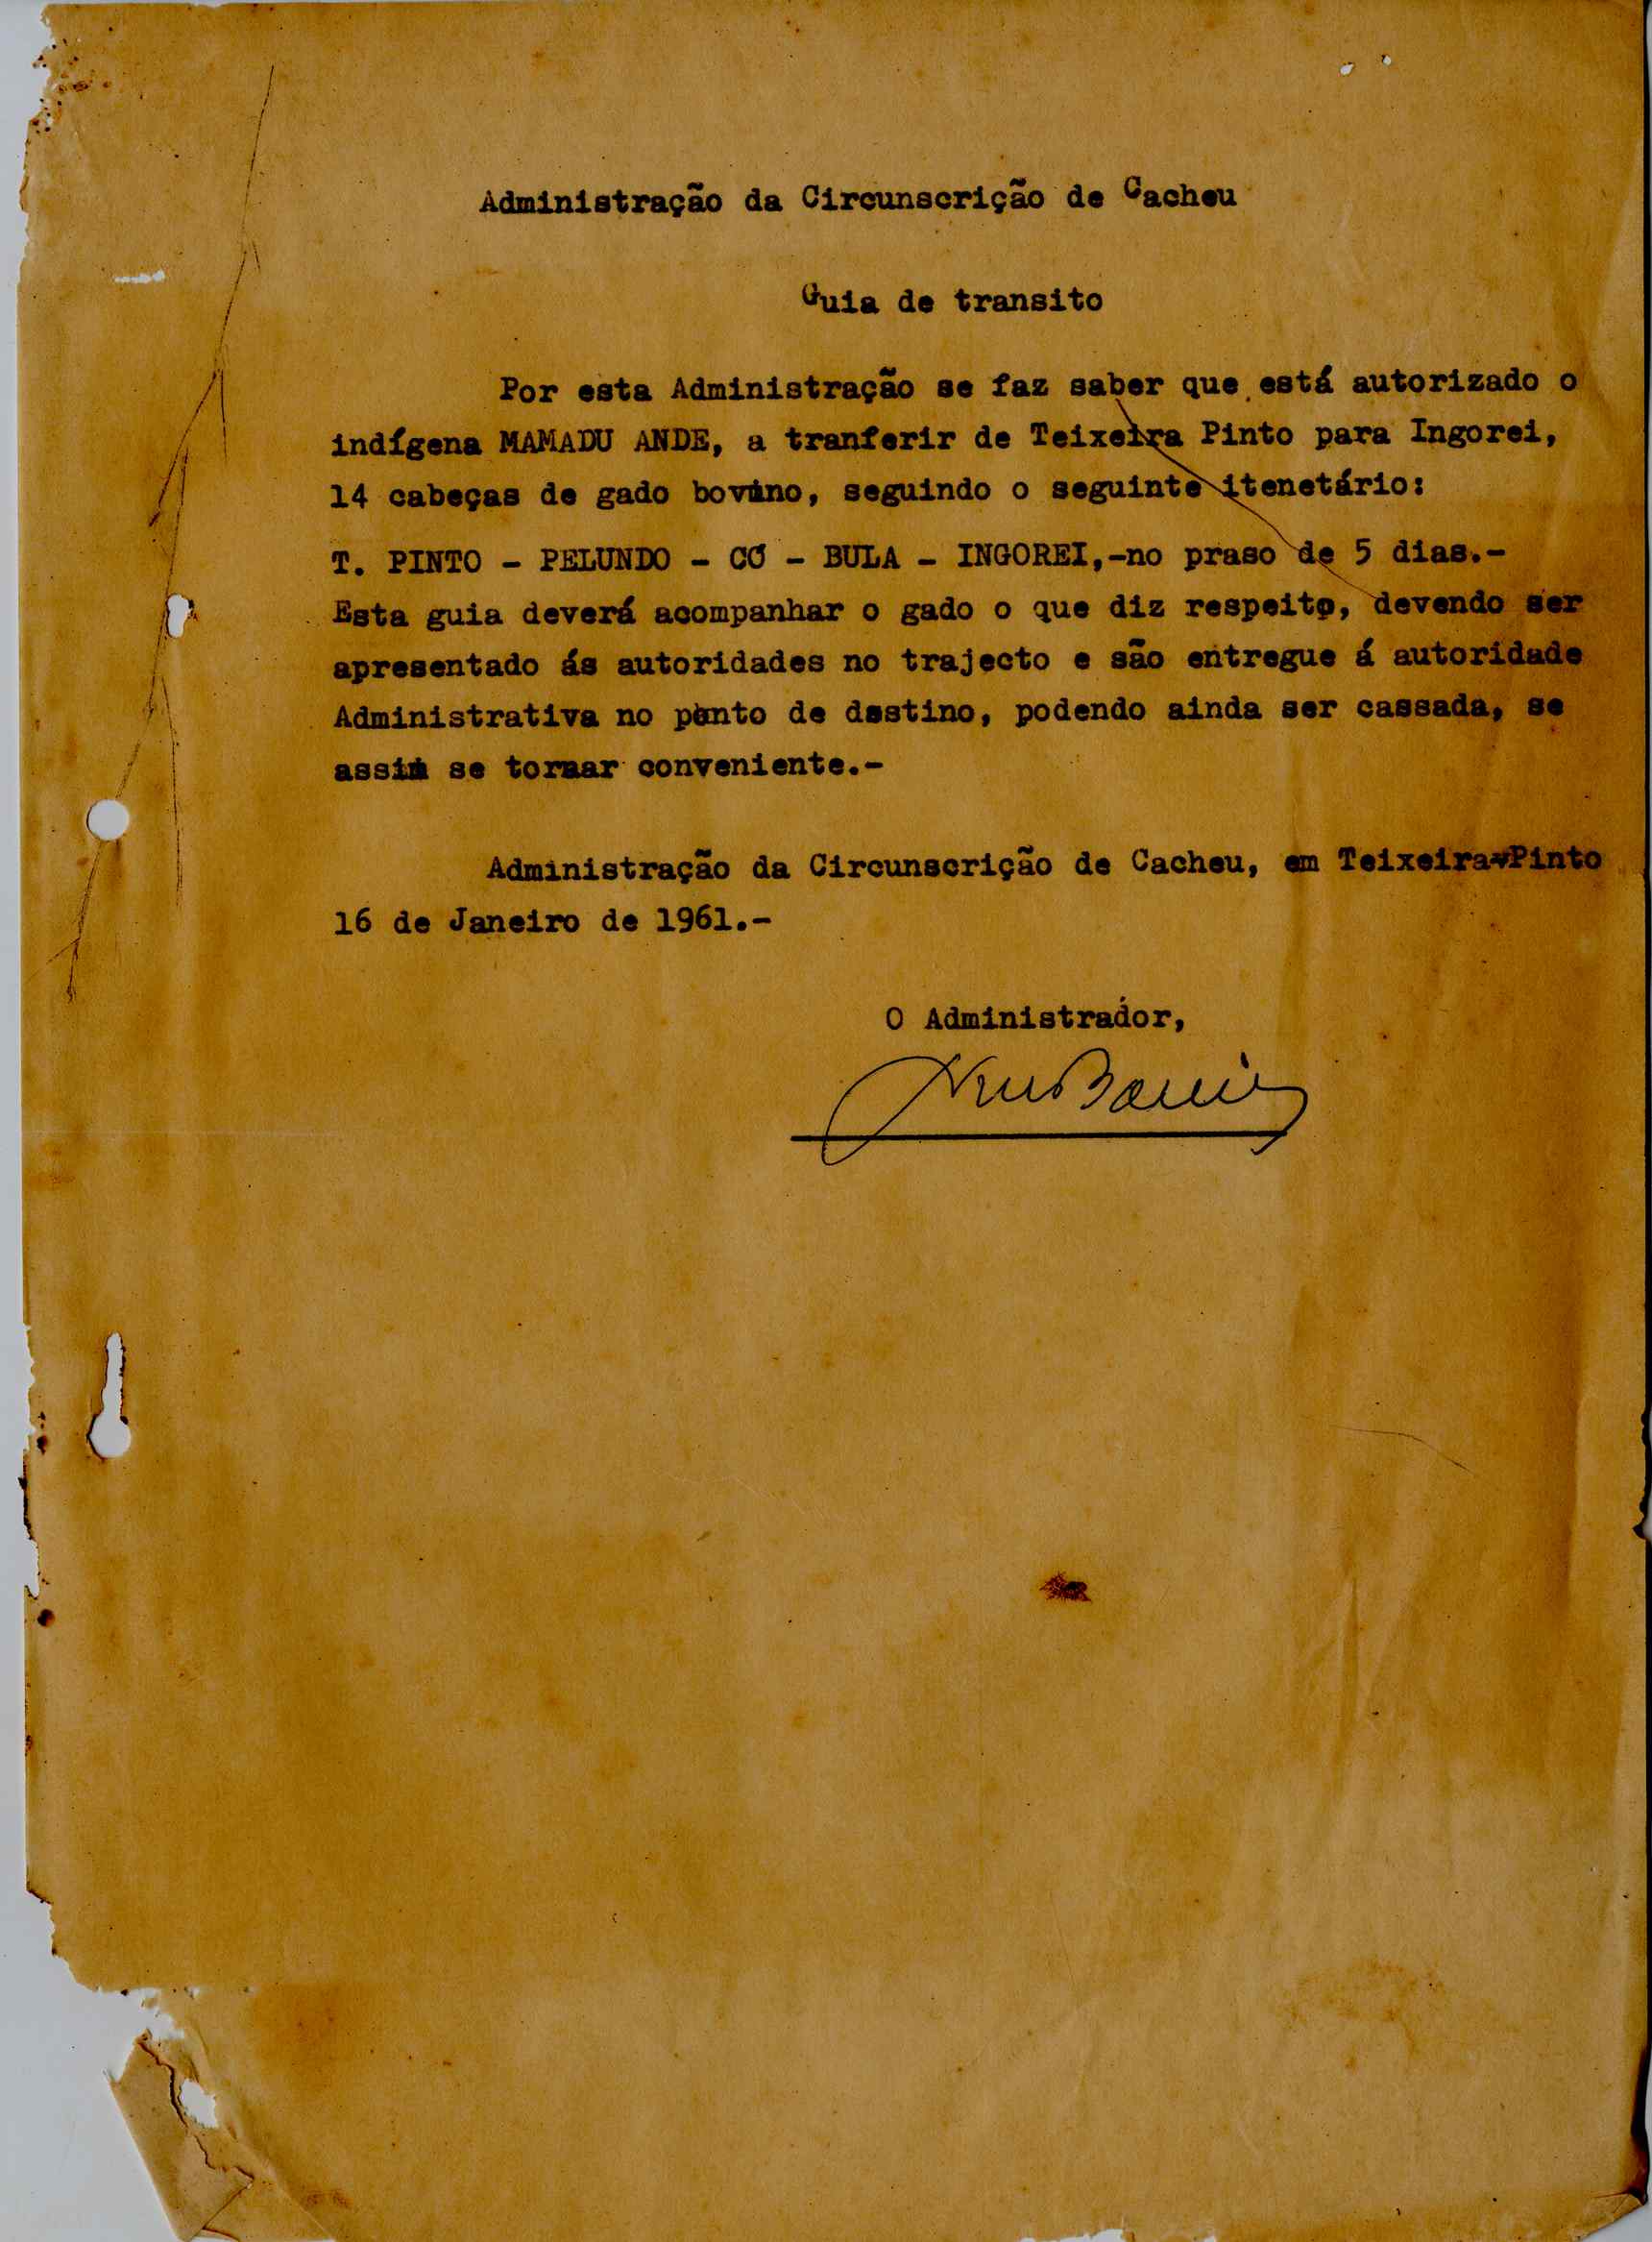 Administração da Circunscrição de Cacheu
Guia de transito
Por esta Administração se faz saber que está autorizado o
indígena MAMADU ANDE, a tranferir de Teixeira Pinto para Ingorei,
14 cabeças de gado bovino, seguindo o seguinte itenetário:
T. PINTO - PELUNDO - CÓ - BULA - INGOREI,-no praso de 5 dias.-
Esta guia deverá acompanhar o gado o que diz respeito, devendo ser
apresentado ás autoridades no trajecto e são entregue á autoridade
Administrativa no ponto de destino, podendo ainda ser cassada, se
assim se tornar conveniente.-
Administração da Circunscrição de Cacheu, em Teixeira Pinto
16 de Janeiro de 1961.-
O Administrador,